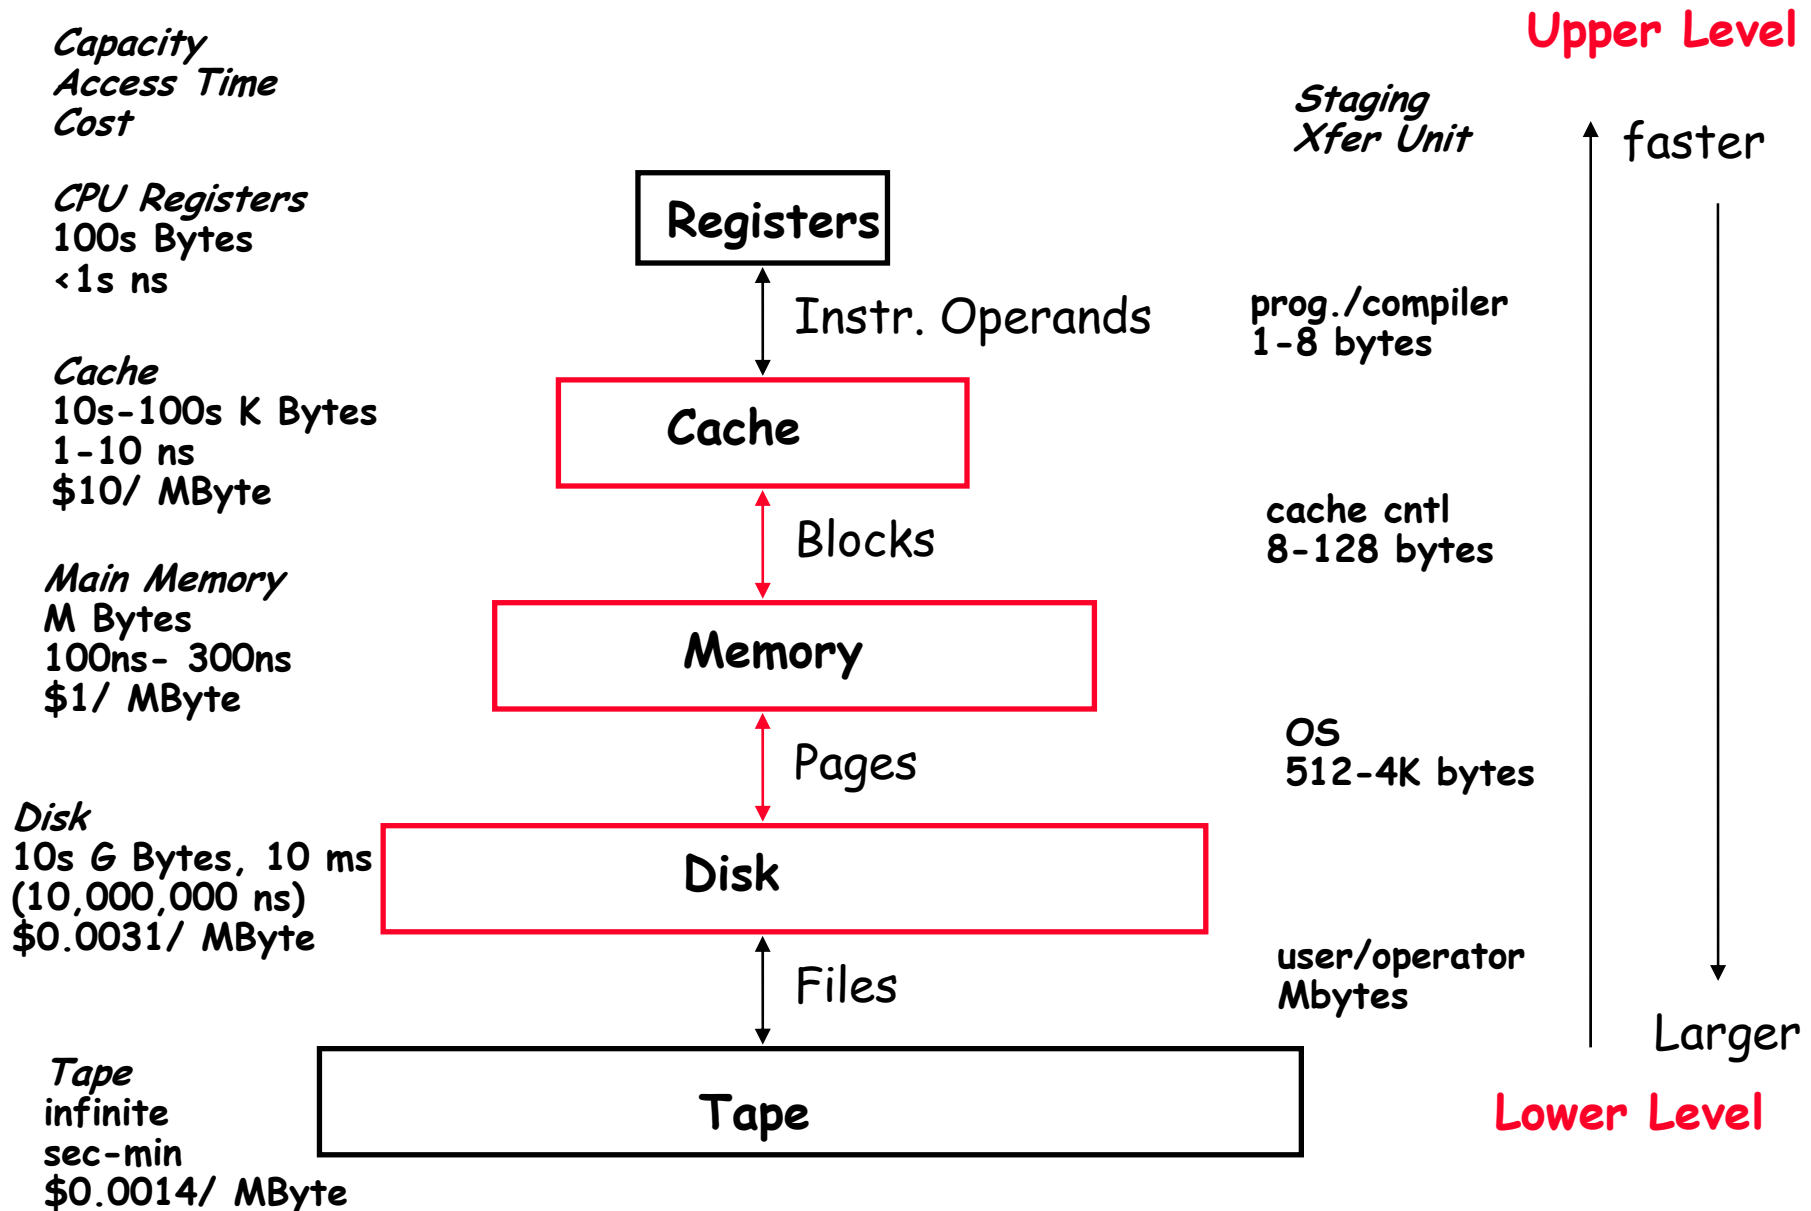 Upper Level
Capacity
Access Time
Cost
Staging
Xfer Unit
faster
CPU Registers
100s Bytes
<1s ns
Registers
Instr. Operands
prog./compiler
1-8 bytes
Cache
10s-100s K Bytes
1-10 ns
$10/ MByte
Cache
Blocks
cache cntl
8-128 bytes
Main Memory
M Bytes
100ns- 300ns
$1/ MByte
Memory
Pages
OS
512-4K bytes
Disk
10s G Bytes, 10 ms
(10,000,000 ns)
$0.0031/ MByte
Disk
Files
user/operator
Mbytes
Larger
Tape
infinite
sec-min
$0.0014/ MByte
Tape
Lower Level